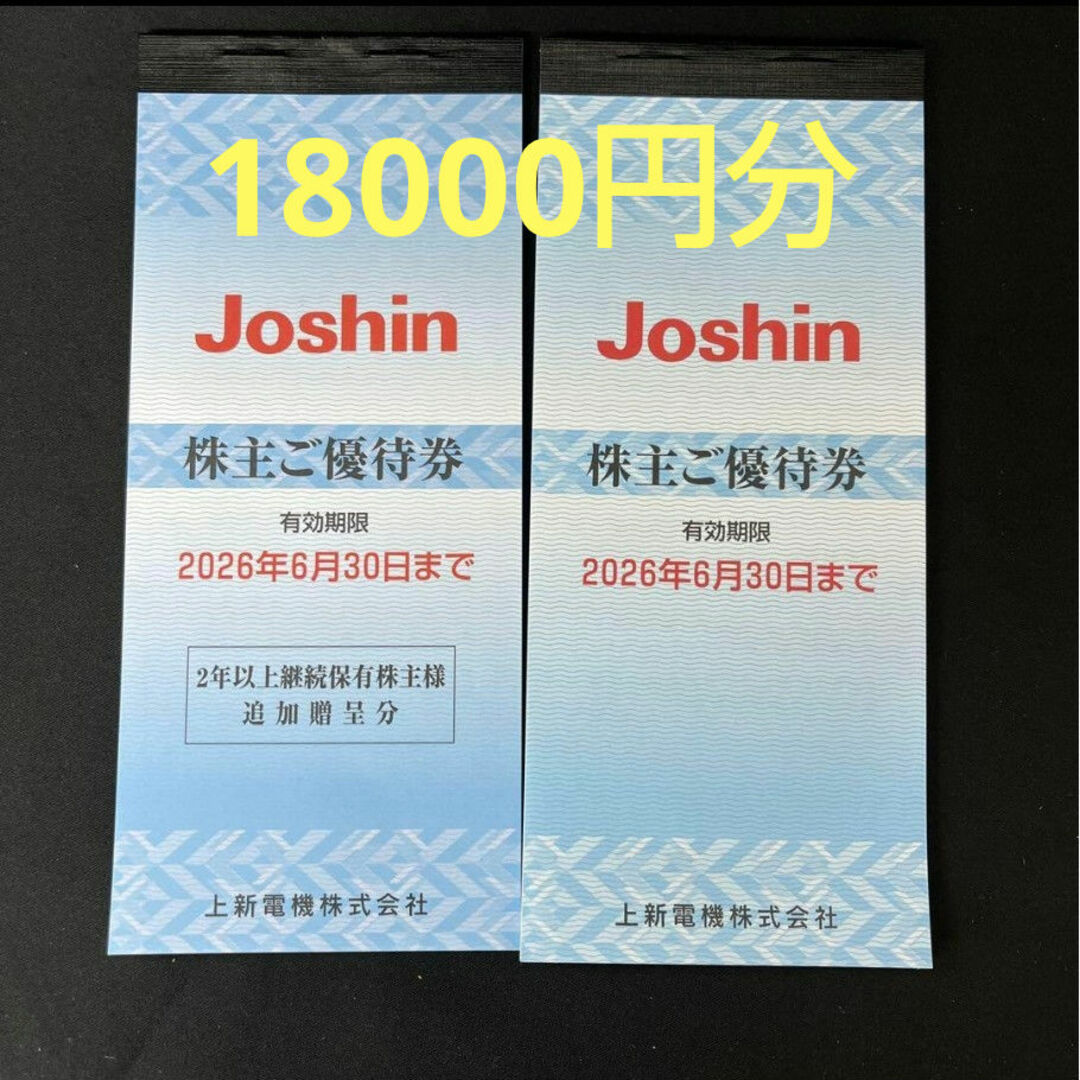 18000円分
Joshin
株主ご優待券
有効期限
2026年6月30日まで
2年以上継続保有株主様
追加贈呈分
上新電機株式会社
Joshin
株主ご優待券
有効期限
2026年6月30日まで
上新電機株式会社